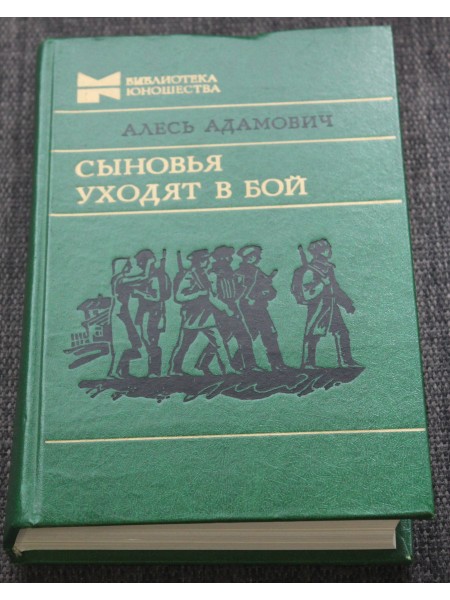 БИБЛИОТЕКА
ЮНОШЕСТВА
АЛЕСЬ АДАМОВИЧ
СЫНОВЬЯ
УХОДЯТ В БОЙ